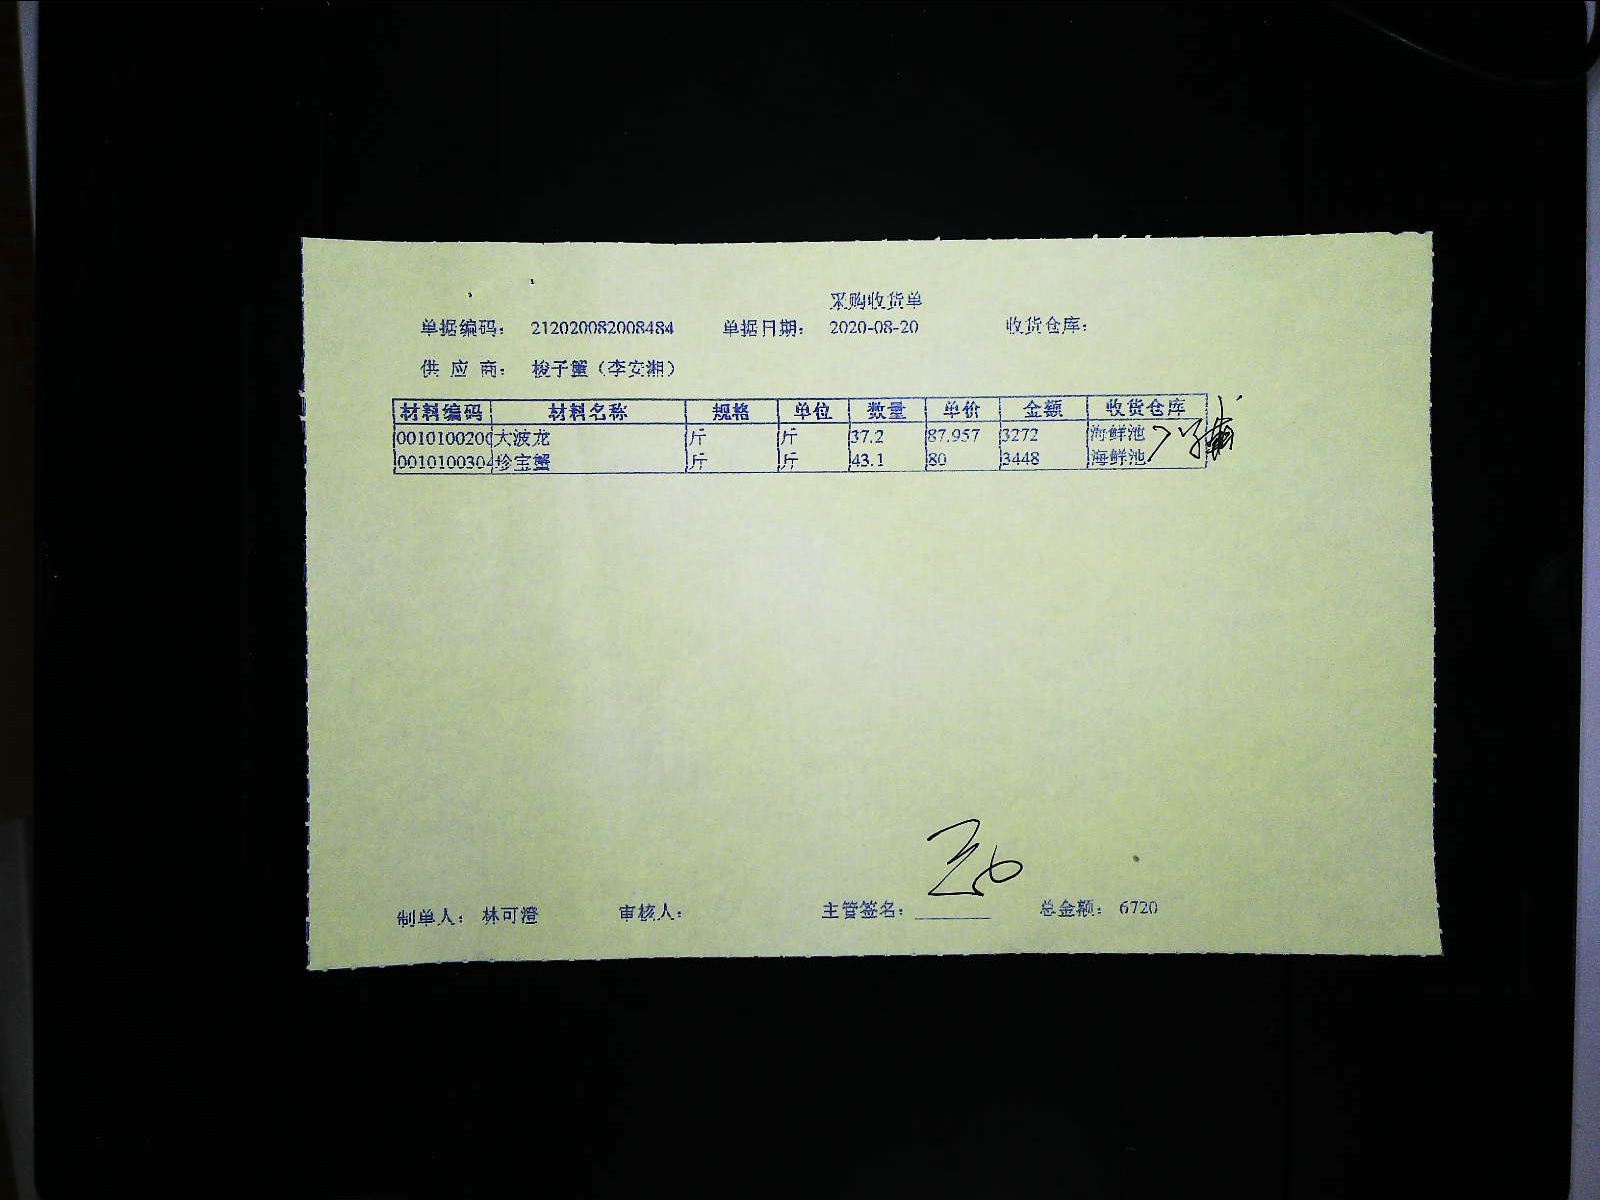 采购收货单
单据编码： 212020082008484 单据日期： 2020-08-20 收货仓库：
供 应 商： 梭子蟹（李安湘）
材料编码 材料名称 规格 单位 数量 单价 金额 收货仓库
0010100200 大波龙 斤 斤 37.2 87.957 3272 海鲜池
0010100304 珍宝蟹 斤 斤 43.1 80 3448 海鲜池
制单人： 林可澄 审核人： 主管签名： 总金额： 6720